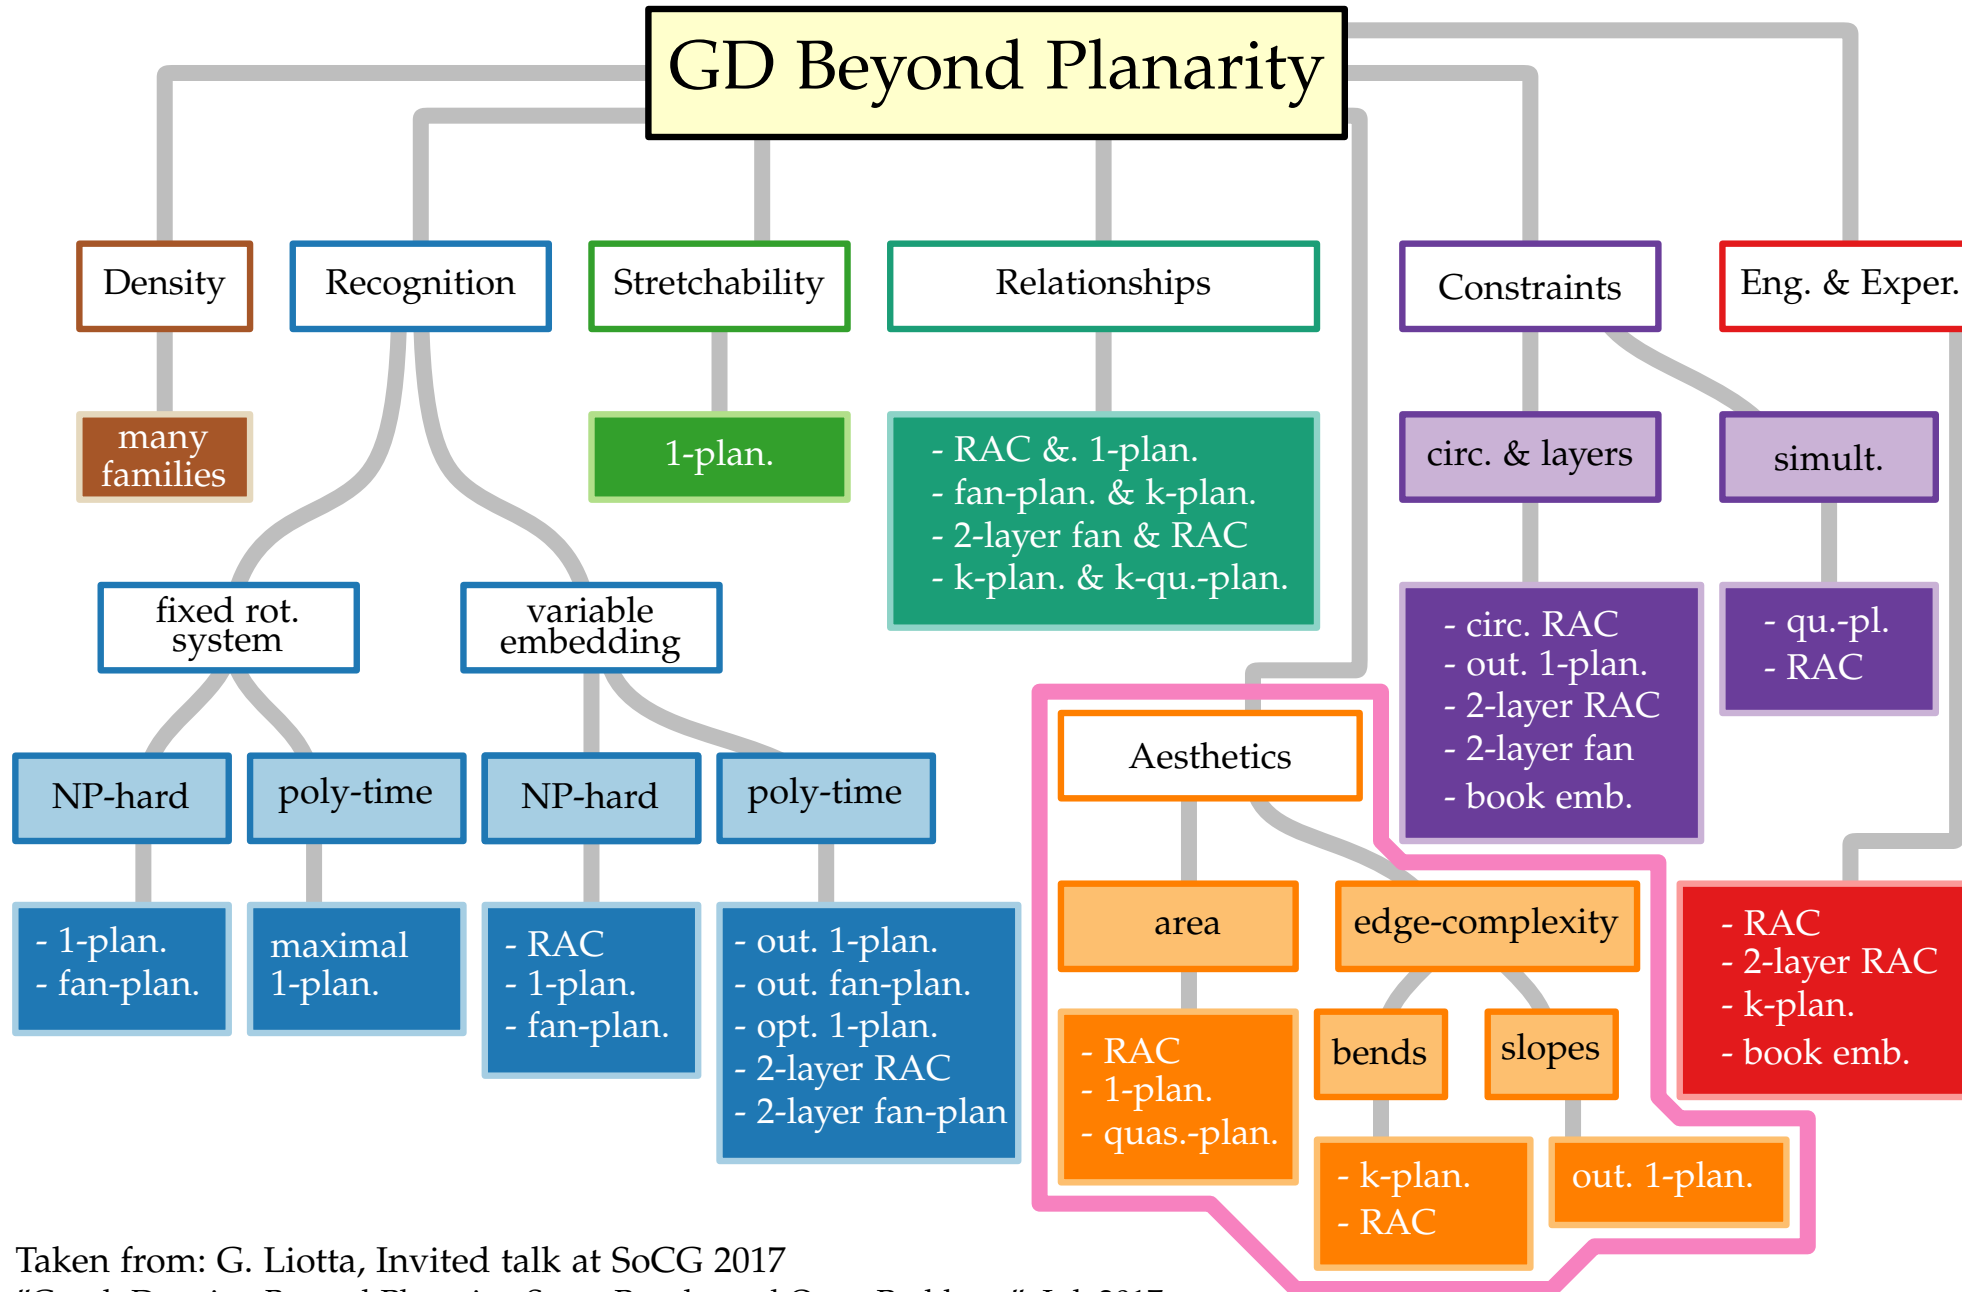 GD Beyond Planarity
Density
Recognition
Stretchability
Relationships
Constraints
Eng. & Exper.
many
families
1-plan.
- RAC &. 1-plan.
- fan-plan. & k-plan.
- 2-layer fan & RAC
- k-plan. & k-qu.-plan.
circ. & layers
simult.
fixed rot.
system
variable
embedding
- circ. RAC
- out. 1-plan.
- 2-layer RAC
- 2-layer fan
- book emb.
- qu.-pl.
- RAC
Aesthetics
NP-hard
poly-time
NP-hard
poly-time
- 1-plan.
- fan-plan.
maximal
1-plan.
- RAC
- 1-plan.
- fan-plan.
- out. 1-plan.
- out. fan-plan.
- opt. 1-plan.
- 2-layer RAC
- 2-layer fan-plan
area
edge-complexity
- RAC
- 1-plan.
- quas.-plan.
bends
slopes
- k-plan.
- RAC
out. 1-plan.
- RAC
- 2-layer RAC
- k-plan.
- book emb.
Taken from: G. Liotta, Invited talk at SoCG 2017